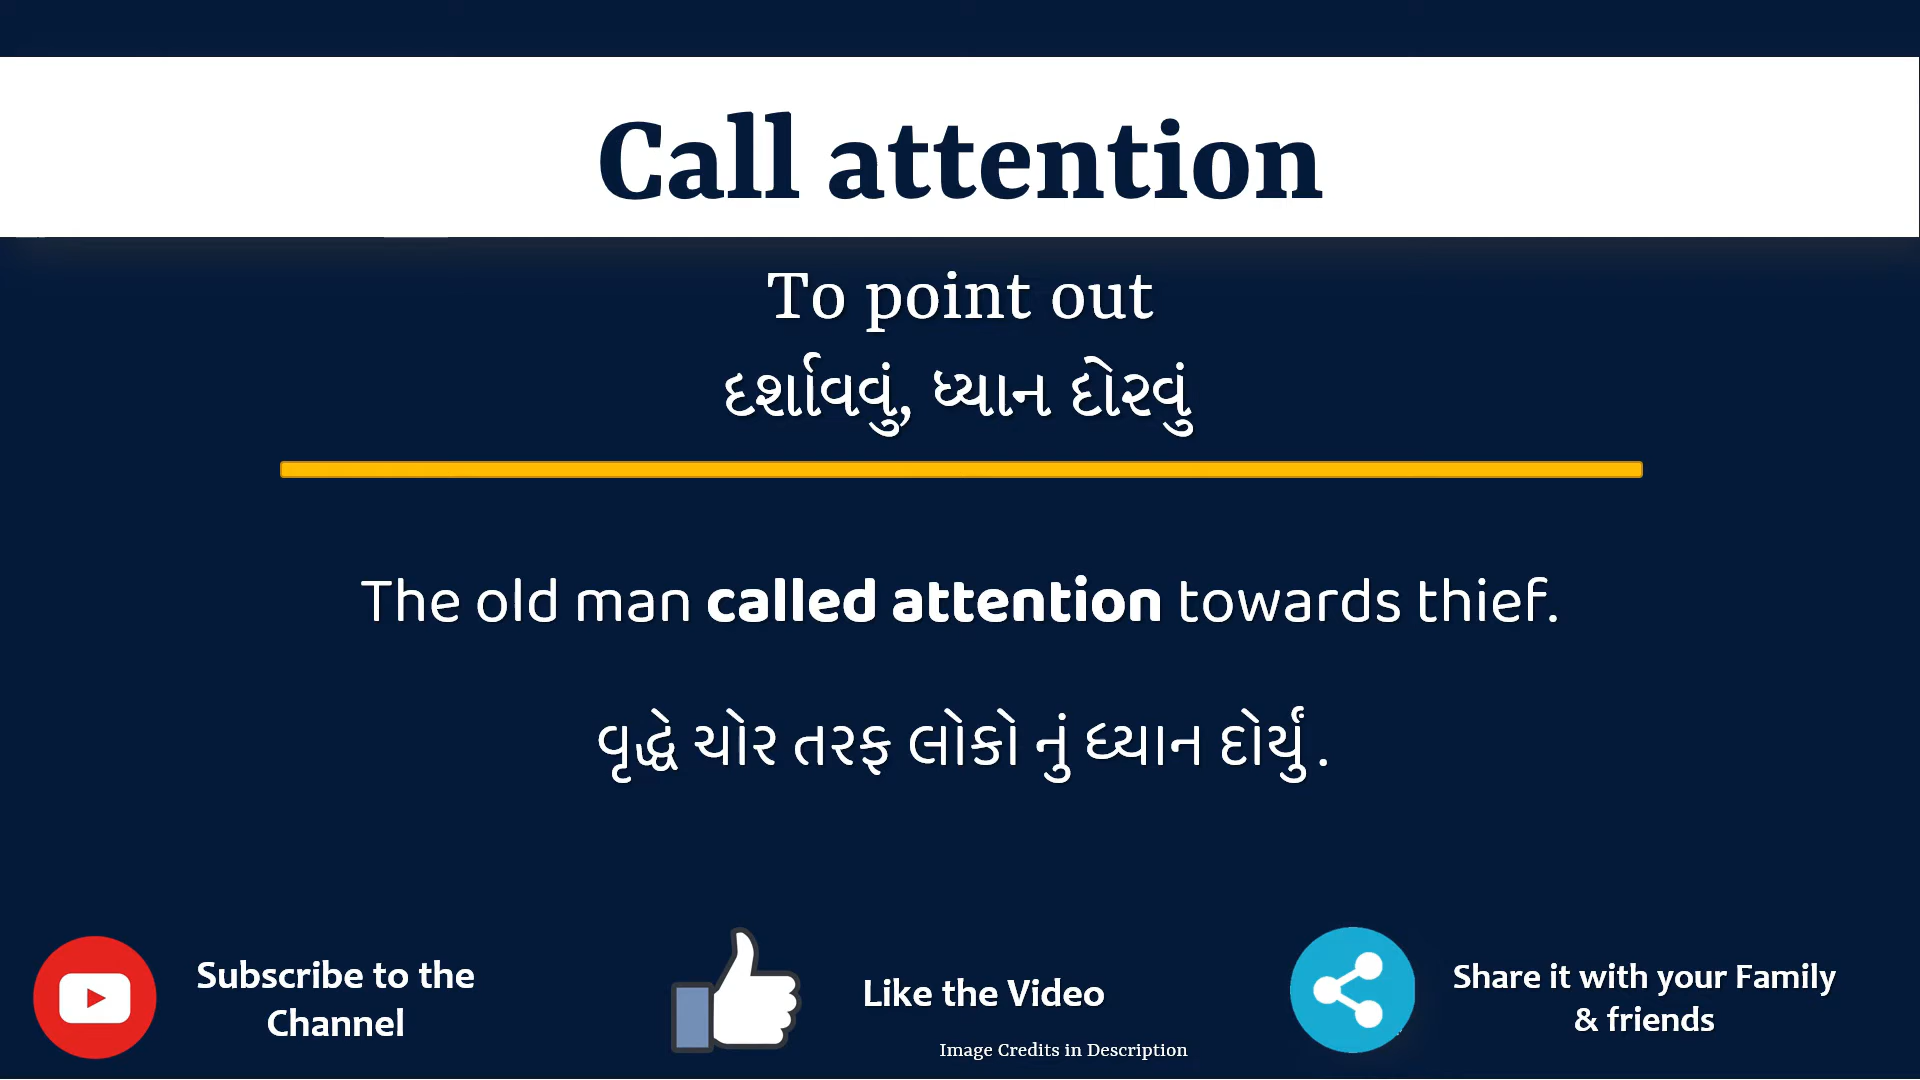 Call attention
To point out
દર્શાવવું, ધ્યાન દોરવું
The old man called attention towards thief.
વૃદ્ધે ચોર તરફ લોકો નું ધ્યાન દોર્યું .
Subscribe to the
Channel
Like the Video
Image Credits in Description
Share it with your Family
& friends